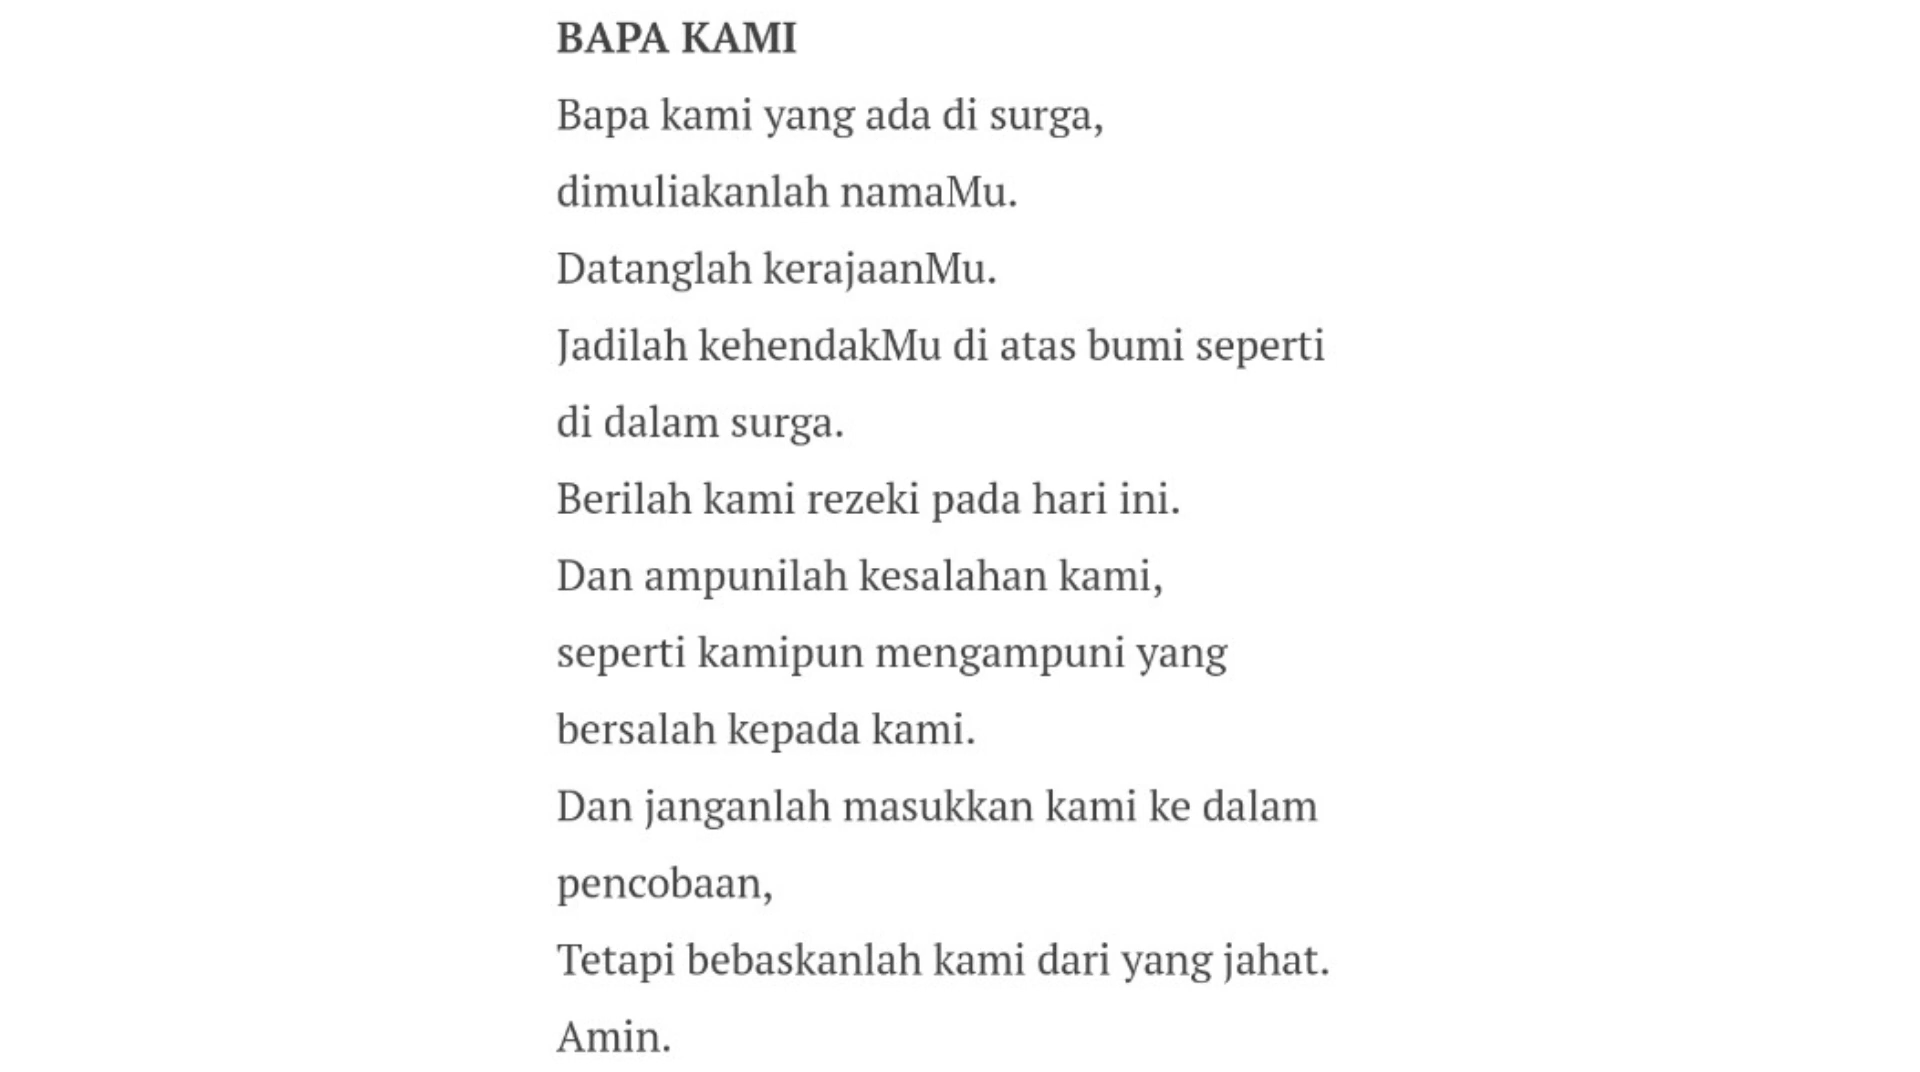 BAPA KAMI
Bapa kami yang ada di surga,
dimuliakanlah namaMu.
Datanglah kerajaanMu.
Jadilah kehendakMu di atas bumi seperti
di dalam surga.
Berilah kami rezeki pada hari ini.
Dan ampunilah kesalahan kami,
seperti kamipun mengampuni yang
bersalah kepada kami.
Dan janganlah masukkan kami ke dalam
pencobaan,
Tetapi bebaskanlah kami dari yang jahat.
Amin.